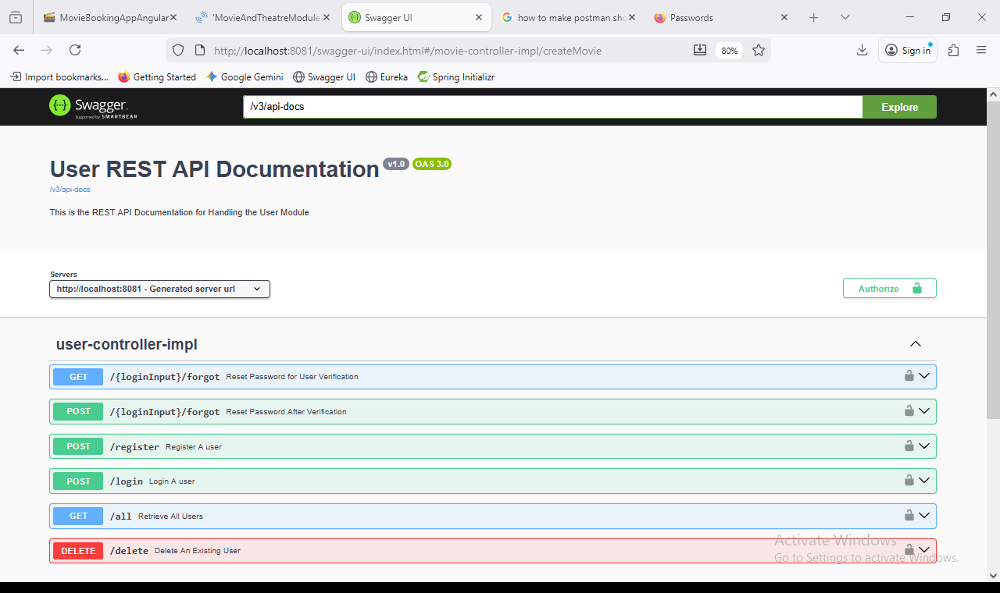 MovieBookingAppAngular
'MovieAndTheatreModule
Swagger UI
how to make postman sho
Passwords
http://localhost:8081/swagger-ui/index.html#/movie-controller-impl/createMovie
80%
Sign in
Import bookmarks...
Getting Started
Google Gemini
Swagger UI
Eureka
Spring Initializr
Swagger
Supported by SMARTBEAR
/v3/api-docs
Explore
User REST API Documentation v1.0 OAS 3.0
/v3/api-docs
This is the REST API Documentation for Handling the User Module
Servers
http://localhost:8081 - Generated server url
Authorize
user-controller-impl
GET /{loginInput}/forgot Reset Password for User Verification
POST /{loginInput}/forgot Reset Password After Verification
POST /register Register A user
POST /login Login A user
GET /all Retrieve All Users
DELETE /delete Delete An Existing User
Activate Windows
Go to Settings to activate Windows.